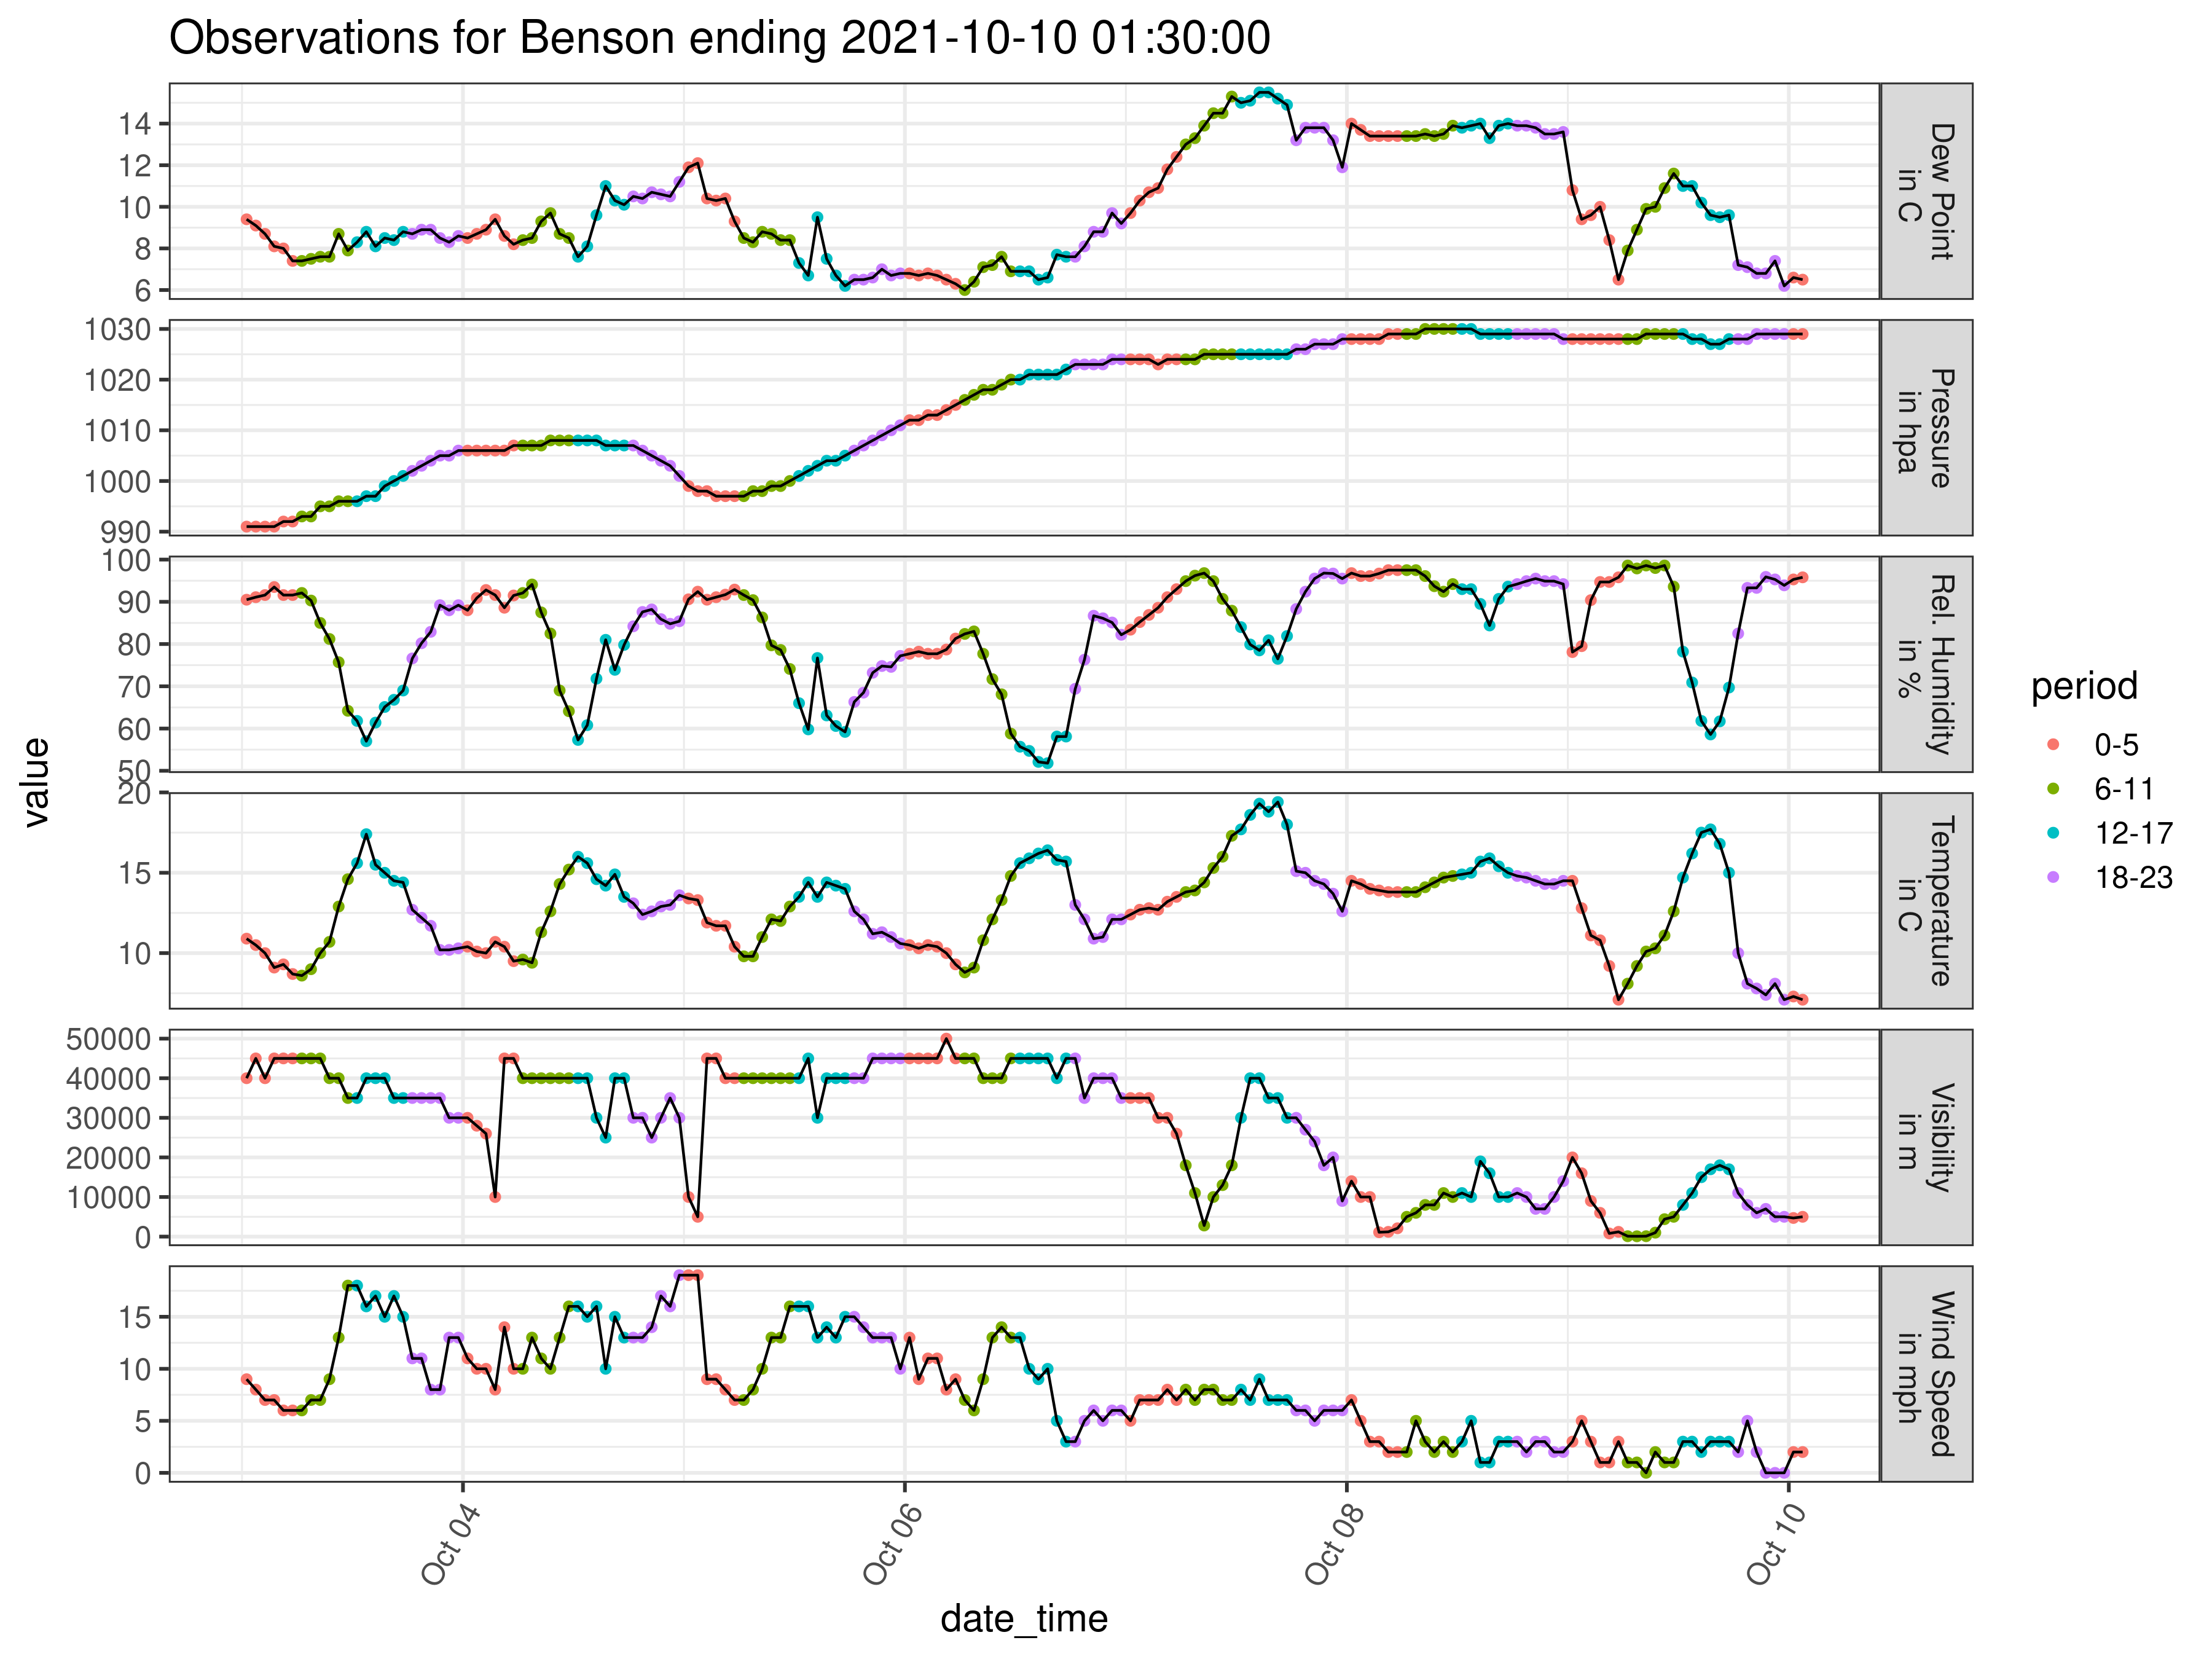 Observations for Benson ending 2021-10-10 01:30:00
value
14
12
10
8
6
Dew Point
in C
1030
1020
1010
1000
990
Pressure
in hpa
100
90
80
70
60
50
Rel. Humidity
in %
20
15
10
Temperature
in C
50000
40000
30000
20000
10000
0
Visibility
in m
15
10
5
0
Wind Speed
in mph
Oct 04
Oct 06
Oct 08
Oct 10
date_time
period
0-5
6-11
12-17
18-23